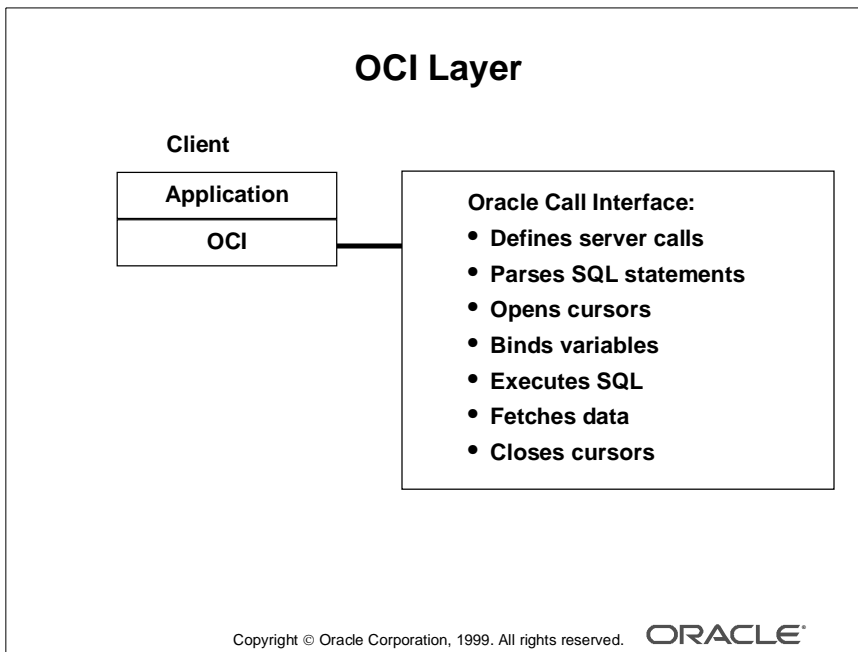 OCI Layer
Client
Application
OCI
Oracle Call Interface:
• Defines server calls
• Parses SQL statements
• Opens cursors
• Binds variables
• Executes SQL
• Fetches data
• Closes cursors
Copyright © Oracle Corporation, 1999. All rights reserved. ORACLE®